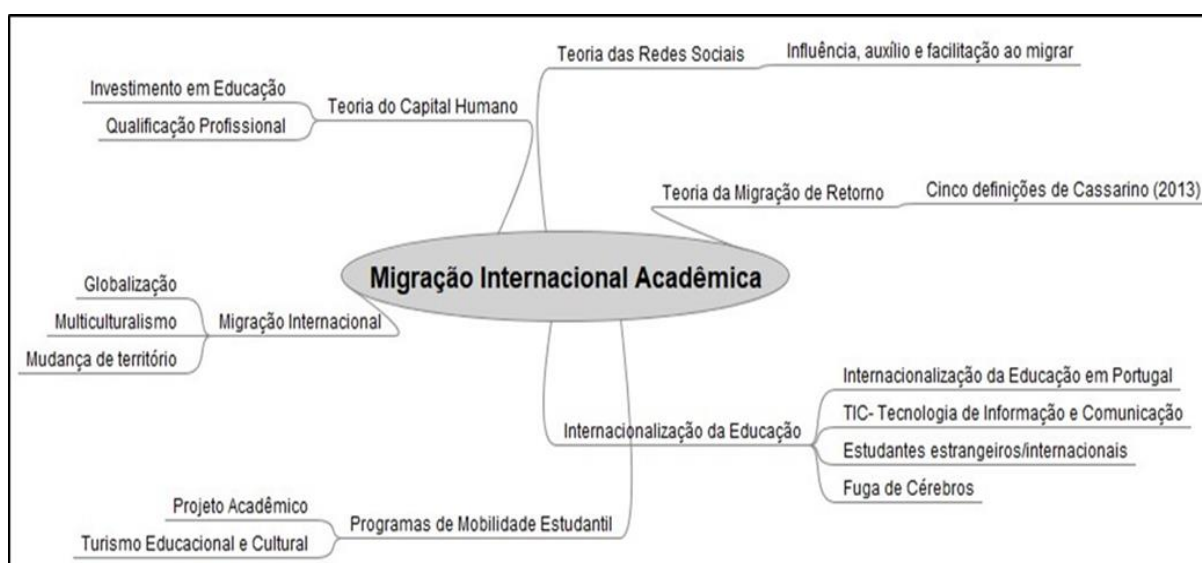 Teoria das Redes Sociais
Influência, auxílio e facilitação ao migrar
Investimento em Educação
Qualificação Profissional
Teoria do Capital Humano
Teoria da Migração de Retorno
Cinco definições de Cassarino (2013)
Migração Internacional Acadêmica
Globalização
Multiculturalismo
Mudança de território
Migração Internacional
Internacionalização da Educação
Internacionalização da Educação em Portugal
TIC- Tecnologia de Informação e Comunicação
Estudantes estrangeiros/internacionais
Fuga de Cérebros
Projeto Acadêmico
Turismo Educacional e Cultural
Programas de Mobilidade Estudantil